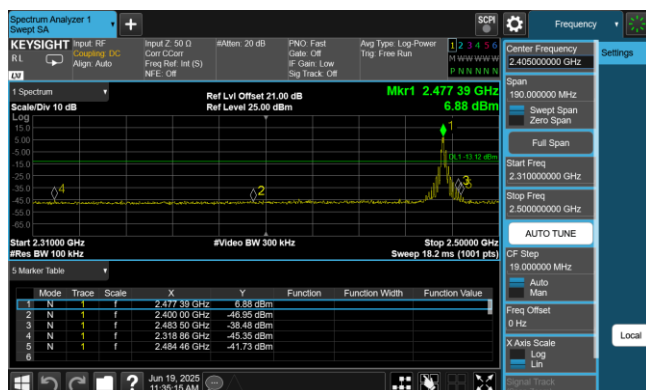 Spectrum Analyzer 1
Swept SA
SCPI
Frequency
KEYSIGHT
RL
Input: RF
Coupling: DC
Align: Auto
Input Z: 50 Ω
Corr CCorr
Freq Ref: Int (S)
NFE: Off
#Atten: 20 dB
PNO: Fast
Gate: Off
IF Gain: Low
Sig Track: Off
Avg Type: Log-Power
Trig: Free Run
1 2 3 4 5 6
M W W W W W
P N N N N N
LW
1 Spectrum
Scale/Div 10 dB
Ref Lvl Offset 21.00 dB
Ref Level 25.00 dBm
Mkr1 2.477 39 GHz
6.88 dBm
Log
15.0
5.00
-5.00
-15.0
-25.0
-35.0
-45.0
-55.0
-65.0
1
DL1 -13.12 dBm
4
2
3
Start 2.31000 GHz
#Video BW 300 kHz
Stop 2.50000 GHz
#Res BW 100 kHz
Sweep 18.2 ms (1001 pts)
5 Marker Table
Mode Trace Scale X Y Function Function Width Function Value
1 N 1 f 2.477 39 GHz 6.88 dBm
2 N 1 f 2.400 00 GHz -46.95 dBm
3 N 1 f 2.483 50 GHz -38.48 dBm
4 N 1 f 2.318 86 GHz -45.35 dBm
5 N 1 f 2.484 46 GHz -41.73 dBm
6
?
Jun 19, 2025
11:35:15 AM
Center Frequency
2.405000000 GHz
Settings
Span
190.000000 MHz
Swept Span
Zero Span
Full Span
Start Freq
2.310000000 GHz
Stop Freq
2.500000000 GHz
AUTO TUNE
CF Step
19.000000 MHz
Auto
Man
Freq Offset
0 Hz
X Axis Scale
Log
Lin
Signal Track
Local